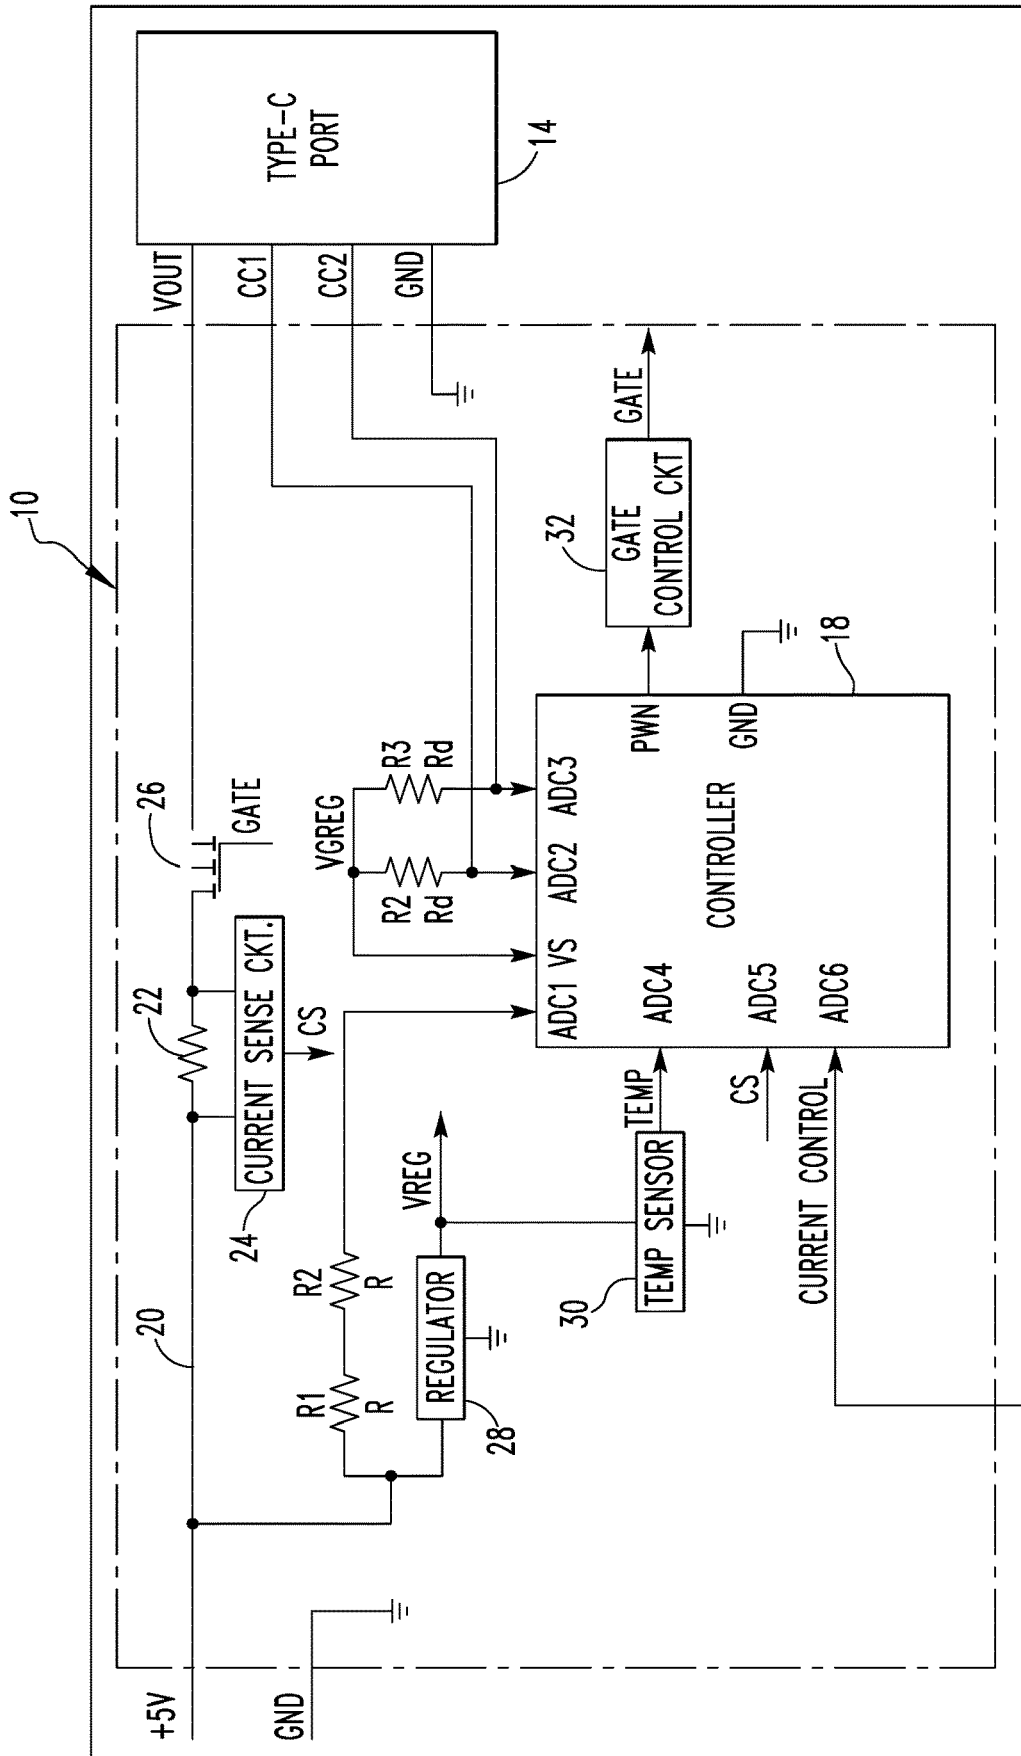 10
+5V
20
22
26
VOUT
TYPE-C
PORT
14
CC1
CC2
GND
GND
GATE
CURRENT SENSE CKT.
24
CS
R1
R
R2
R
REGULATOR
28
VREG
VGREG
R2
Rd
R3
Rd
TEMP SENSOR
30
TEMP
CS
CURRENT CONTROL
ADC1
VS
ADC2
ADC3
ADC4
ADC5
ADC6
CONTROLLER
PWN
GND
18
GATE
CONTROL CKT
32
GATE